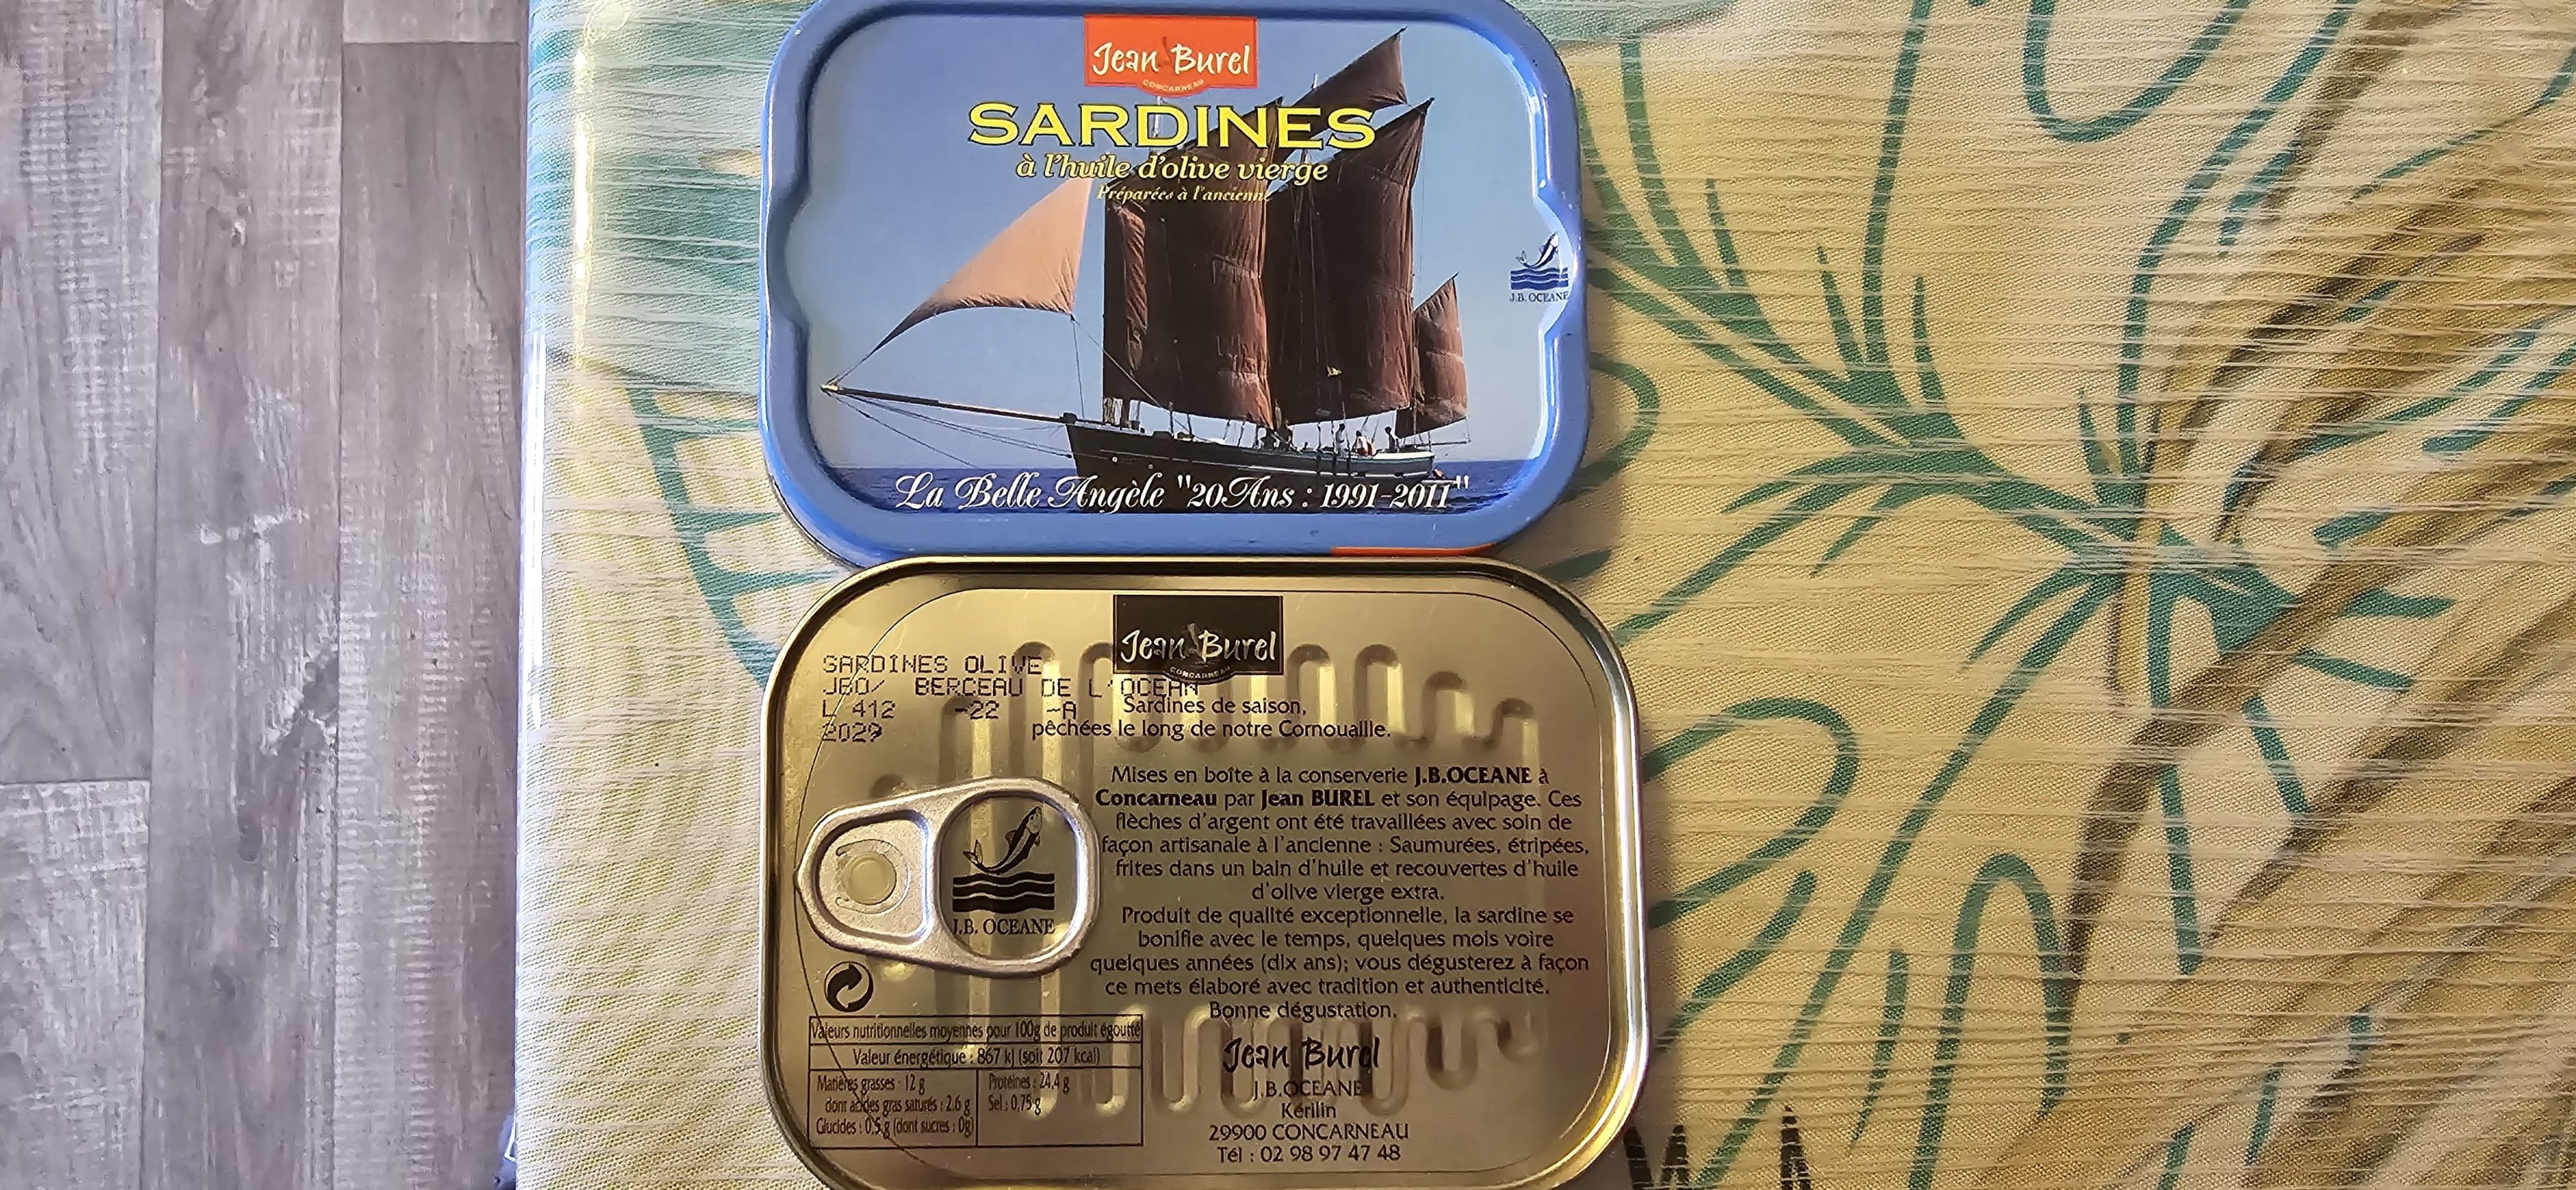 Jean Burel
CONCARNEAU
SARDINES
à l'huile d'olive vierge
Préparées à l'ancienne
J.B. OCEANE
La Belle Angèle "20 Ans : 1991-2011"
Jean Burel
CONCARNEAU
SARDINES OLIVE
JBO/ BERCEAU DE L'OCEAN
L 412 -22 -A
2029
Sardines de saison,
pêchées le long de notre Cornouaille.
Mises en boîte à la conserverie J.B.OCEANE à
Concarneau par Jean BUREL et son équipage. Ces
flèches d'argent ont été travaillées avec soin de
façon artisanale à l'ancienne : Saumurées, étripées,
frites dans un bain d'huile et recouvertes d'huile
d'olive vierge extra.
Produit de qualité exceptionnelle, la sardine se
bonifie avec le temps, quelques mois voire
quelques années (dix ans); vous dégusterez à façon
ce mets élaboré avec tradition et authenticité.
Bonne dégustation.
J.B. OCEANE
Valeurs nutritionnelles moyennes pour 100g de produit égoutté
Valeur énergétique : 867 kj (soit 207 kcal)
Matières grasses : 12 g
dont acides gras saturés : 2.6 g
Glucides : 0,5 g (dont sucres : 0g)
Protéines : 24,4 g
Sel : 0,75 g
Jean Burel
J.B.OCEANE
Kérilin
29900 CONCARNEAU
Tél : 02 98 97 47 48